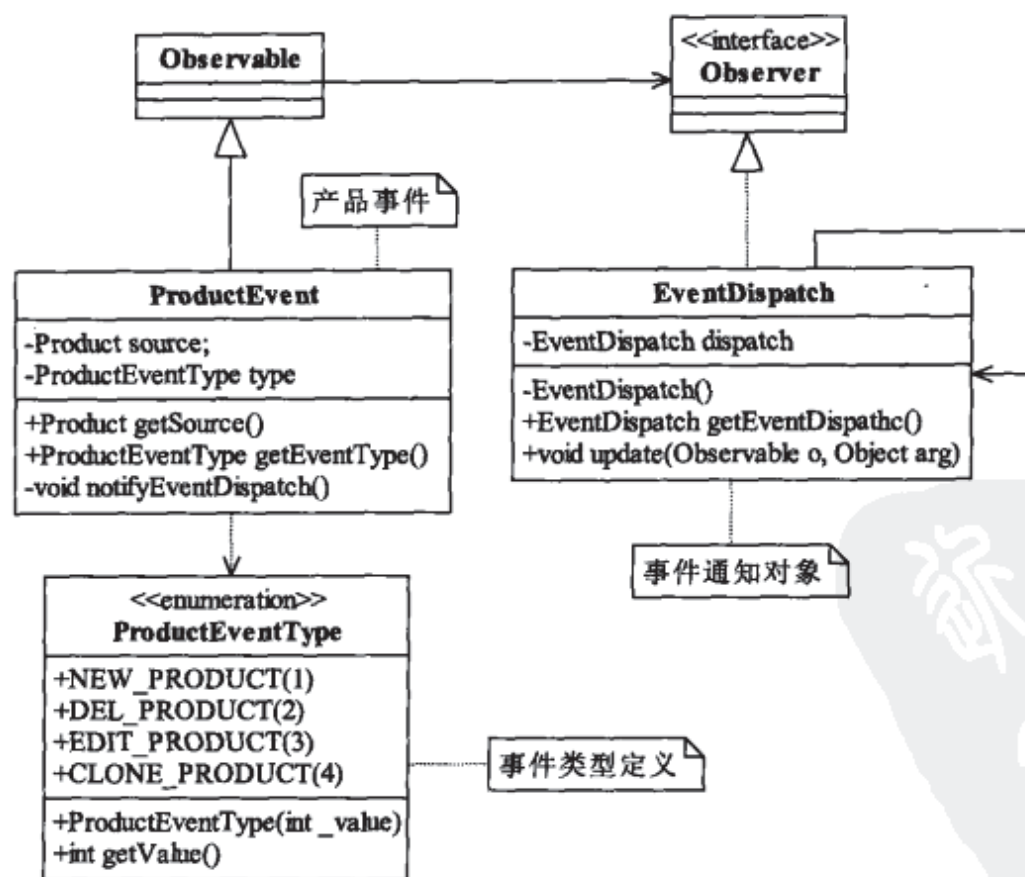 Observable
<<interface>>
Observer
产品事件
ProductEvent
-Product source;
-ProductEventType type
+Product getSource()
+ProductEventType getEventType()
-void notifyEventDispatch()
EventDispatch
-EventDispatch dispatch
-EventDispatch()
+EventDispatch getEventDispathc()
+void update(Observable o, Object arg)
事件通知对象
<<enumeration>>
ProductEventType
+NEW_PRODUCT(1)
+DEL_PRODUCT(2)
+EDIT_PRODUCT(3)
+CLONE_PRODUCT(4)
+ProductEventType(int _value)
+int getValue()
事件类型定义